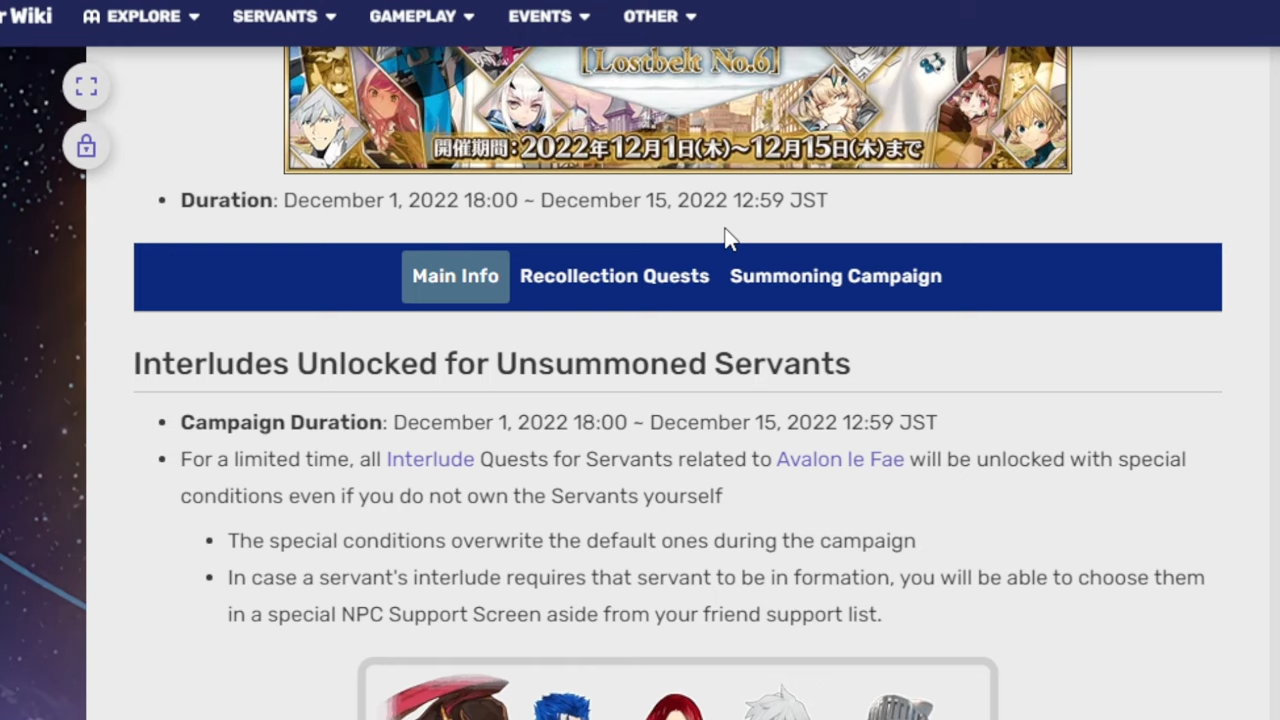 r Wiki EXPLORE SERVANTS GAMEPLAY EVENTS OTHER
[Lostbelt No.6]
開催期間:2022年12月1日(木)~12月15日(木)まで
• Duration: December 1, 2022 18:00 ~ December 15, 2022 12:59 JST
Main Info Recollection Quests Summoning Campaign
Interludes Unlocked for Unsummoned Servants
• Campaign Duration: December 1, 2022 18:00 ~ December 15, 2022 12:59 JST
• For a limited time, all Interlude Quests for Servants related to Avalon le Fae will be unlocked with special
conditions even if you do not own the Servants yourself
• The special conditions overwrite the default ones during the campaign
• In case a servant's interlude requires that servant to be in formation, you will be able to choose them
in a special NPC Support Screen aside from your friend support list.